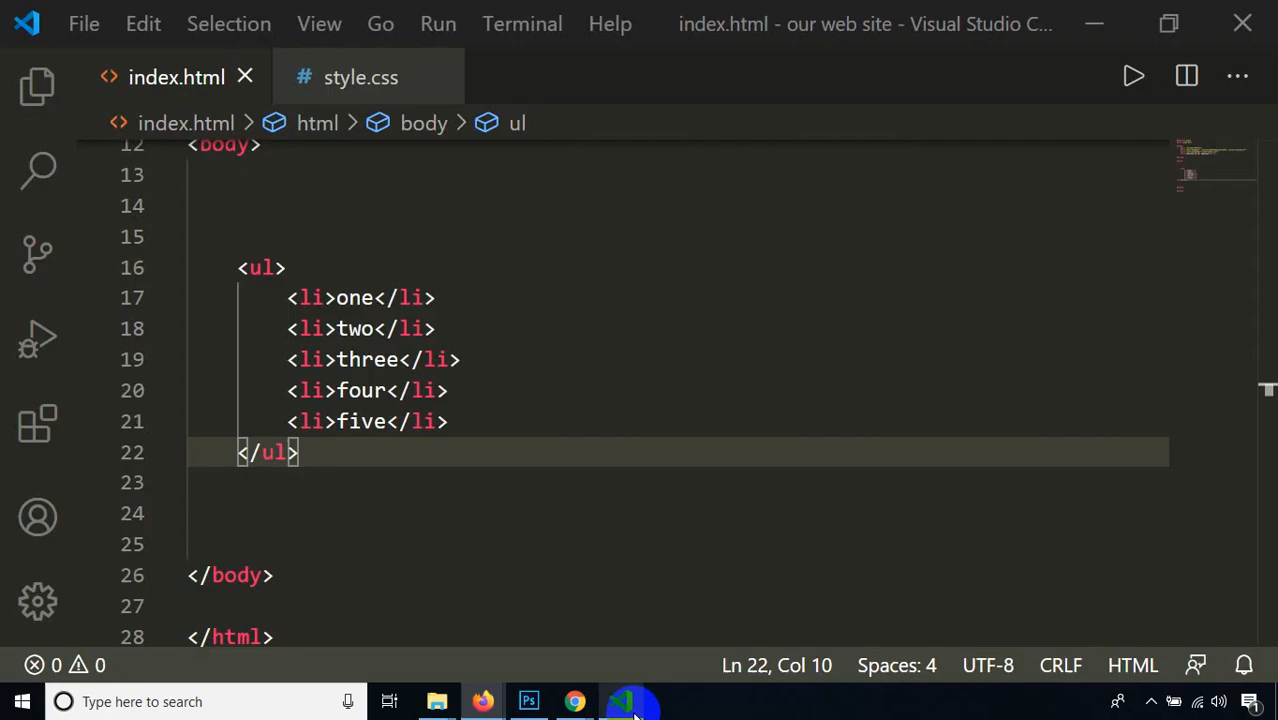 File Edit Selection View Go Run Terminal Help index.html - our web site - Visual Studio C...
index.html style.css
index.html html body ul
12 <body>
13
14
15
16 <ul>
17 <li>one</li>
18 <li>two</li>
19 <li>three</li>
20 <li>four</li>
21 <li>five</li>
22 </ul>
23
24
25
26 </body>
27
28 </html>
0 0 Ln 22, Col 10 Spaces: 4 UTF-8 CRLF HTML
Type here to search Ps 1